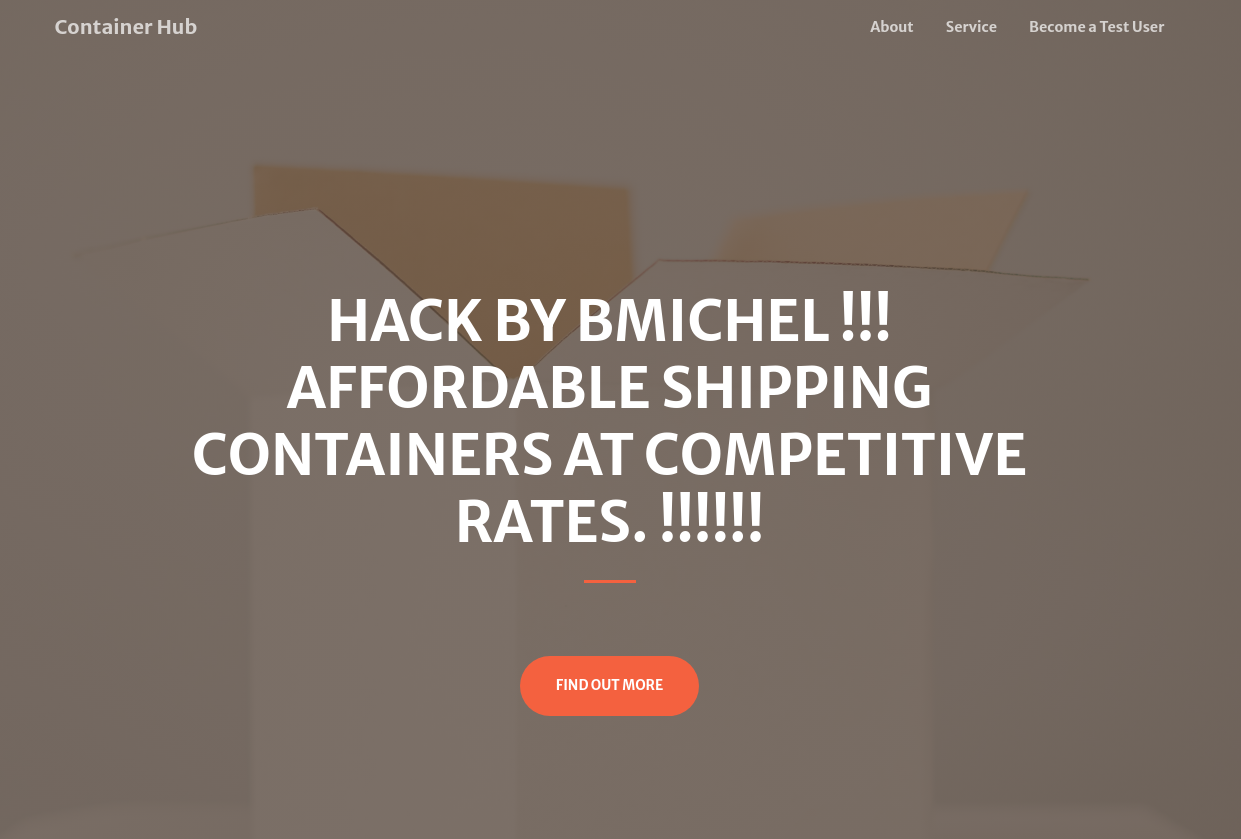 Container Hub
About
Service
Become a Test User
HACK BY BMICHEL !!!
AFFORDABLE SHIPPING
CONTAINERS AT COMPETITIVE
RATES. !!!!!!
FIND OUT MORE